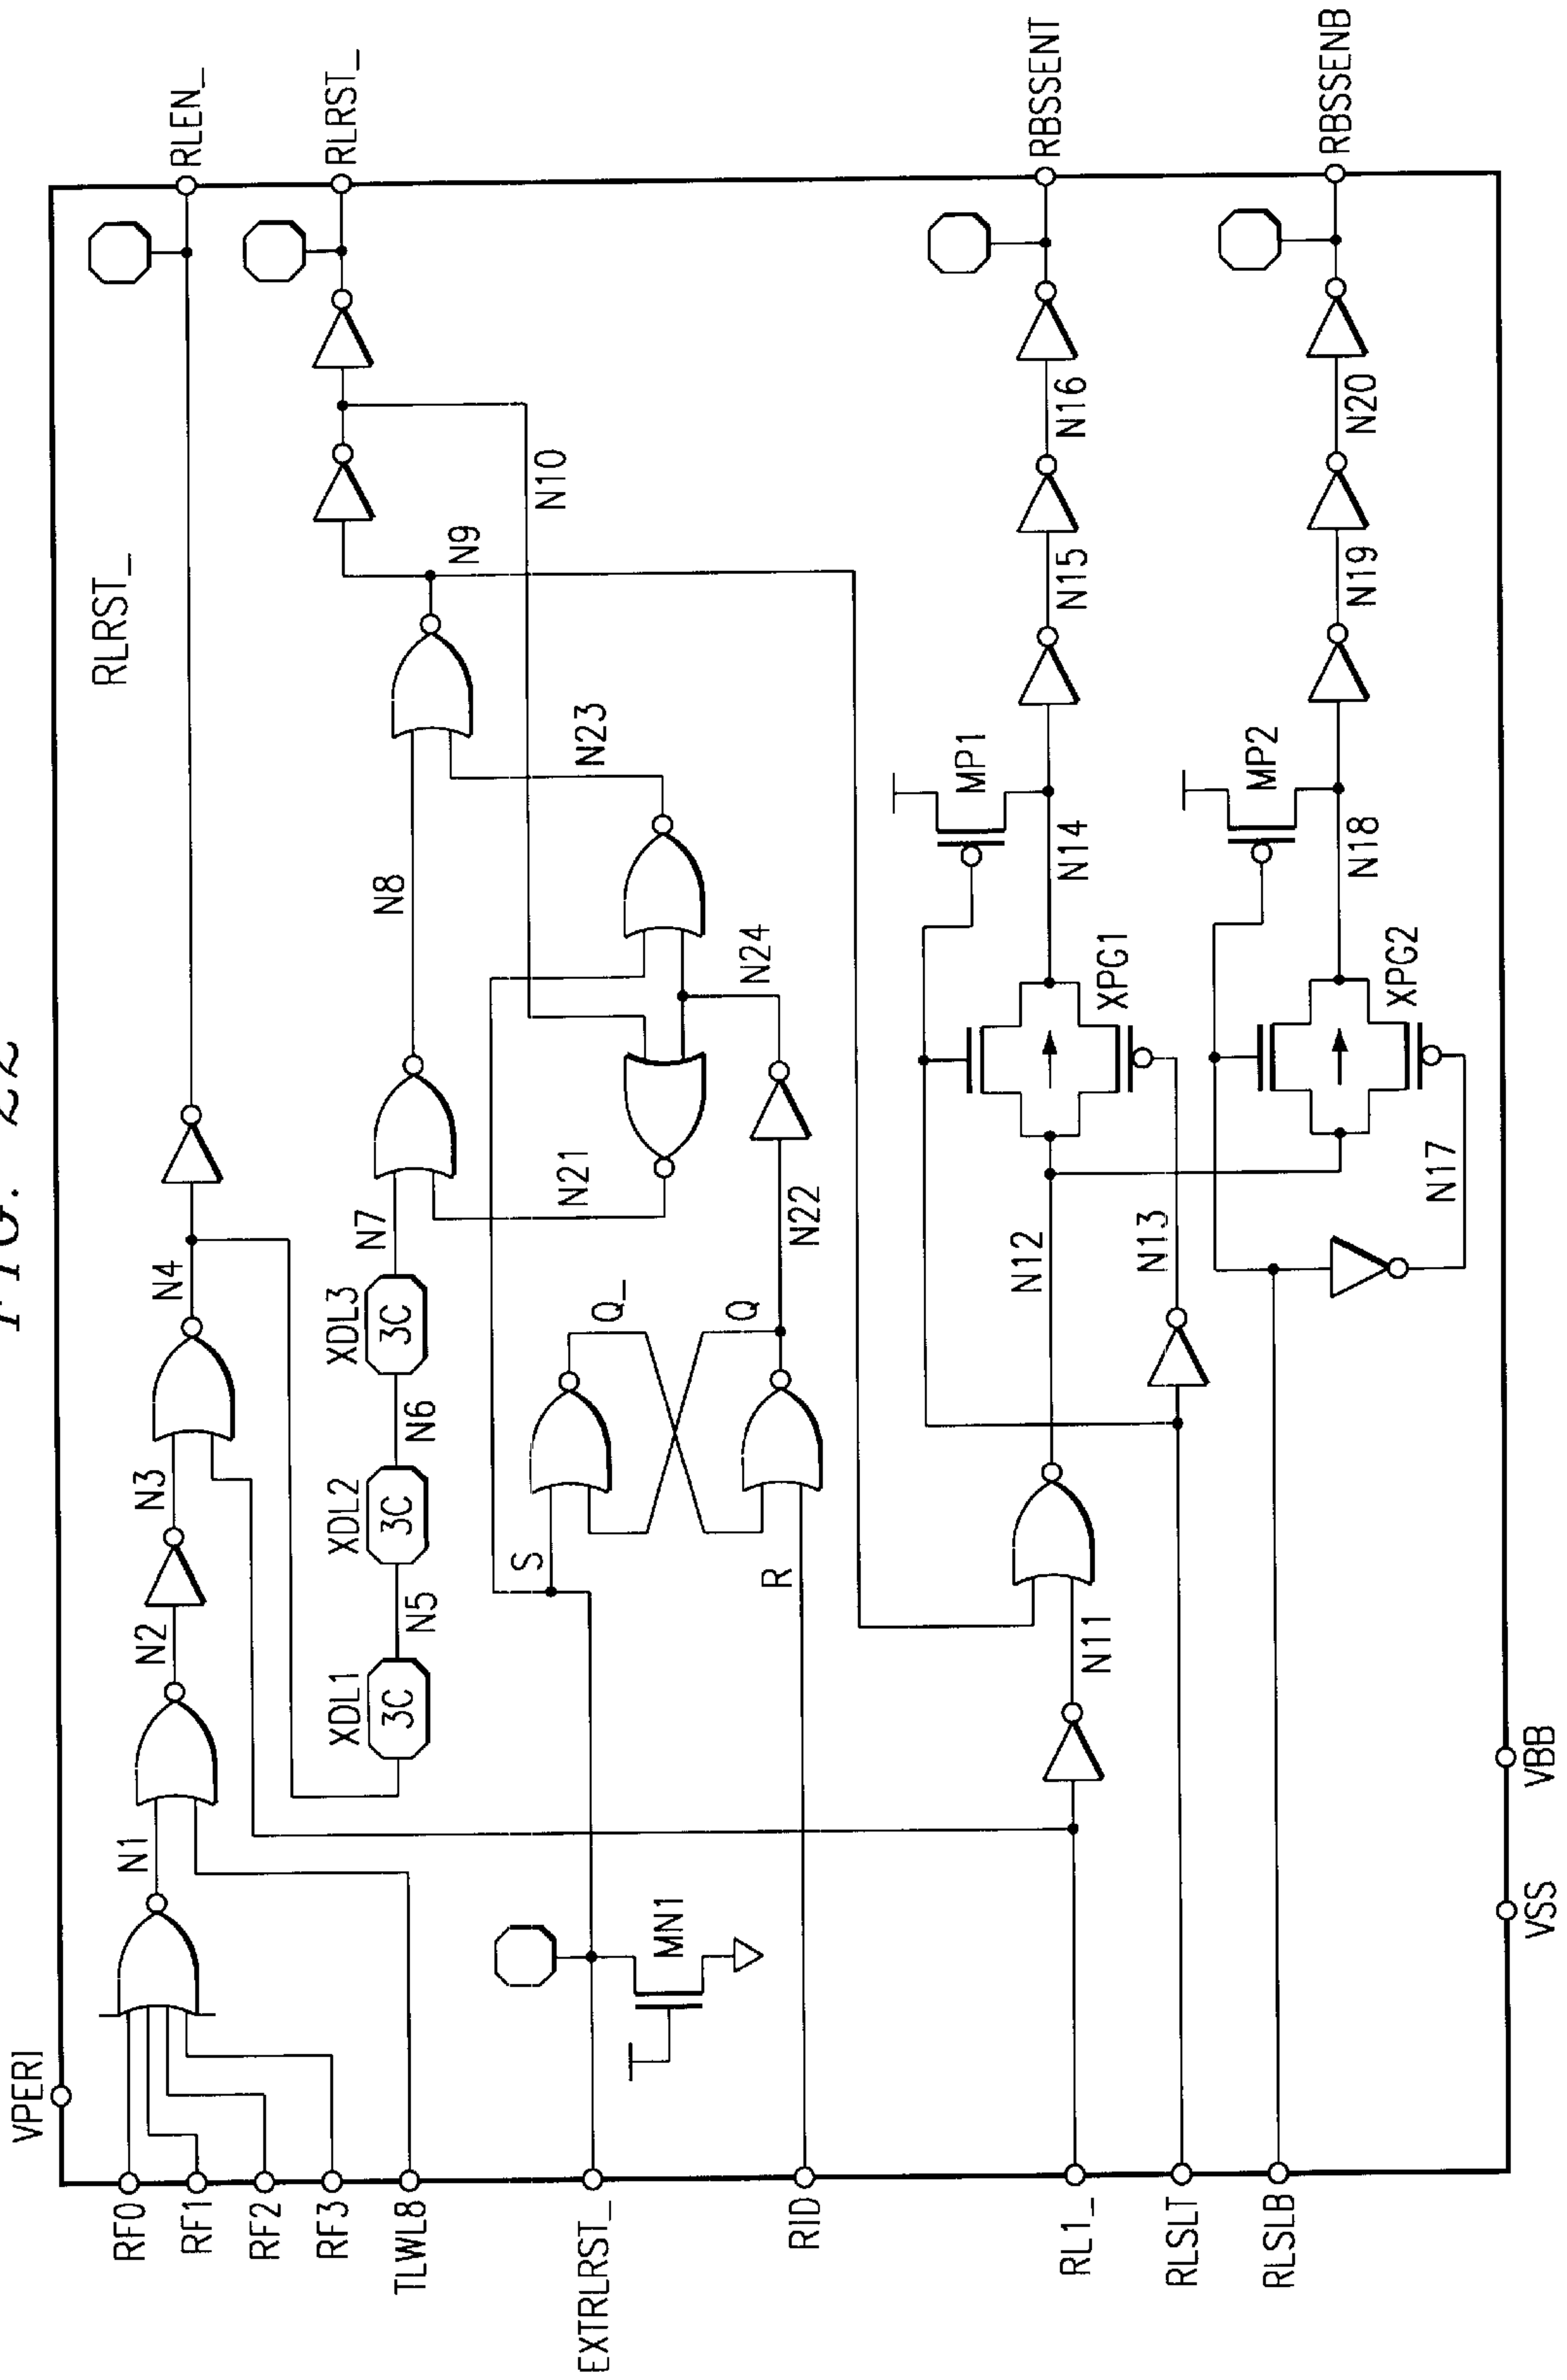 FIG. 22
VPERI
RLRST_
RF0
RF1
RF2
RF3
TLWL8
EXTRLRST_
RID
RL1_
RLSLT
RLSLB
RLEN_
RLRST_
RBSSENT
RBSSENB
VSS
VBB
N1
N2
N3
N4
XDL1
3C
N5
XDL2
3C
N6
XDL3
3C
N7
N8
N9
N10
MN1
S
R
Q_
Q
N21
N22
N23
N24
N11
N12
N13
XPG1
MP1
N14
N15
N16
N17
XPG2
MP2
N18
N19
N20